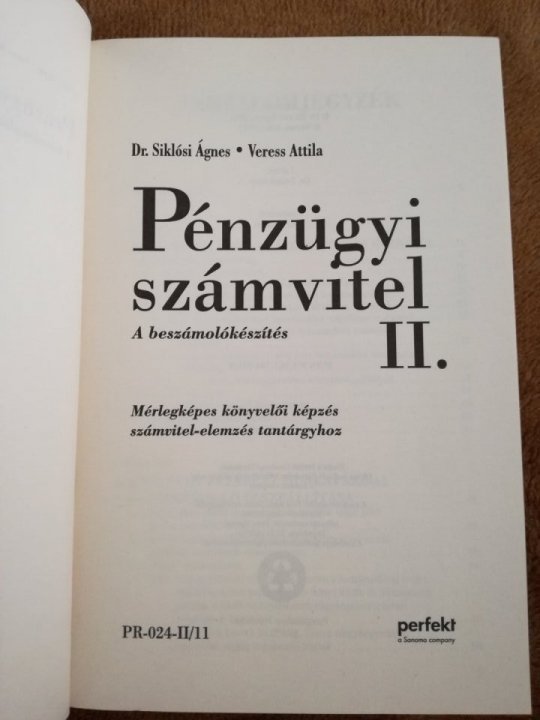 Dr. Siklósi Ágnes • Veress Attila
Pénzügyi
számvitel
A beszámolókészítés
II.
Mérlegképes könyvelői képzés
számvitel-elemzés tantárgyhoz
PR-024-II/11
perfekt
a Sanoma company